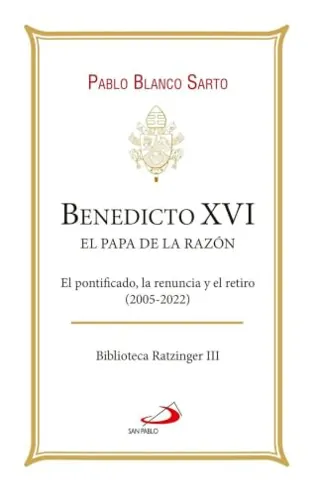 PABLO BLANCO SARTO
BENEDICTO XVI
EL PAPA DE LA RAZÓN
El pontificado, la renuncia y el retiro
(2005-2022)
Biblioteca Ratzinger III
SAN PABLO